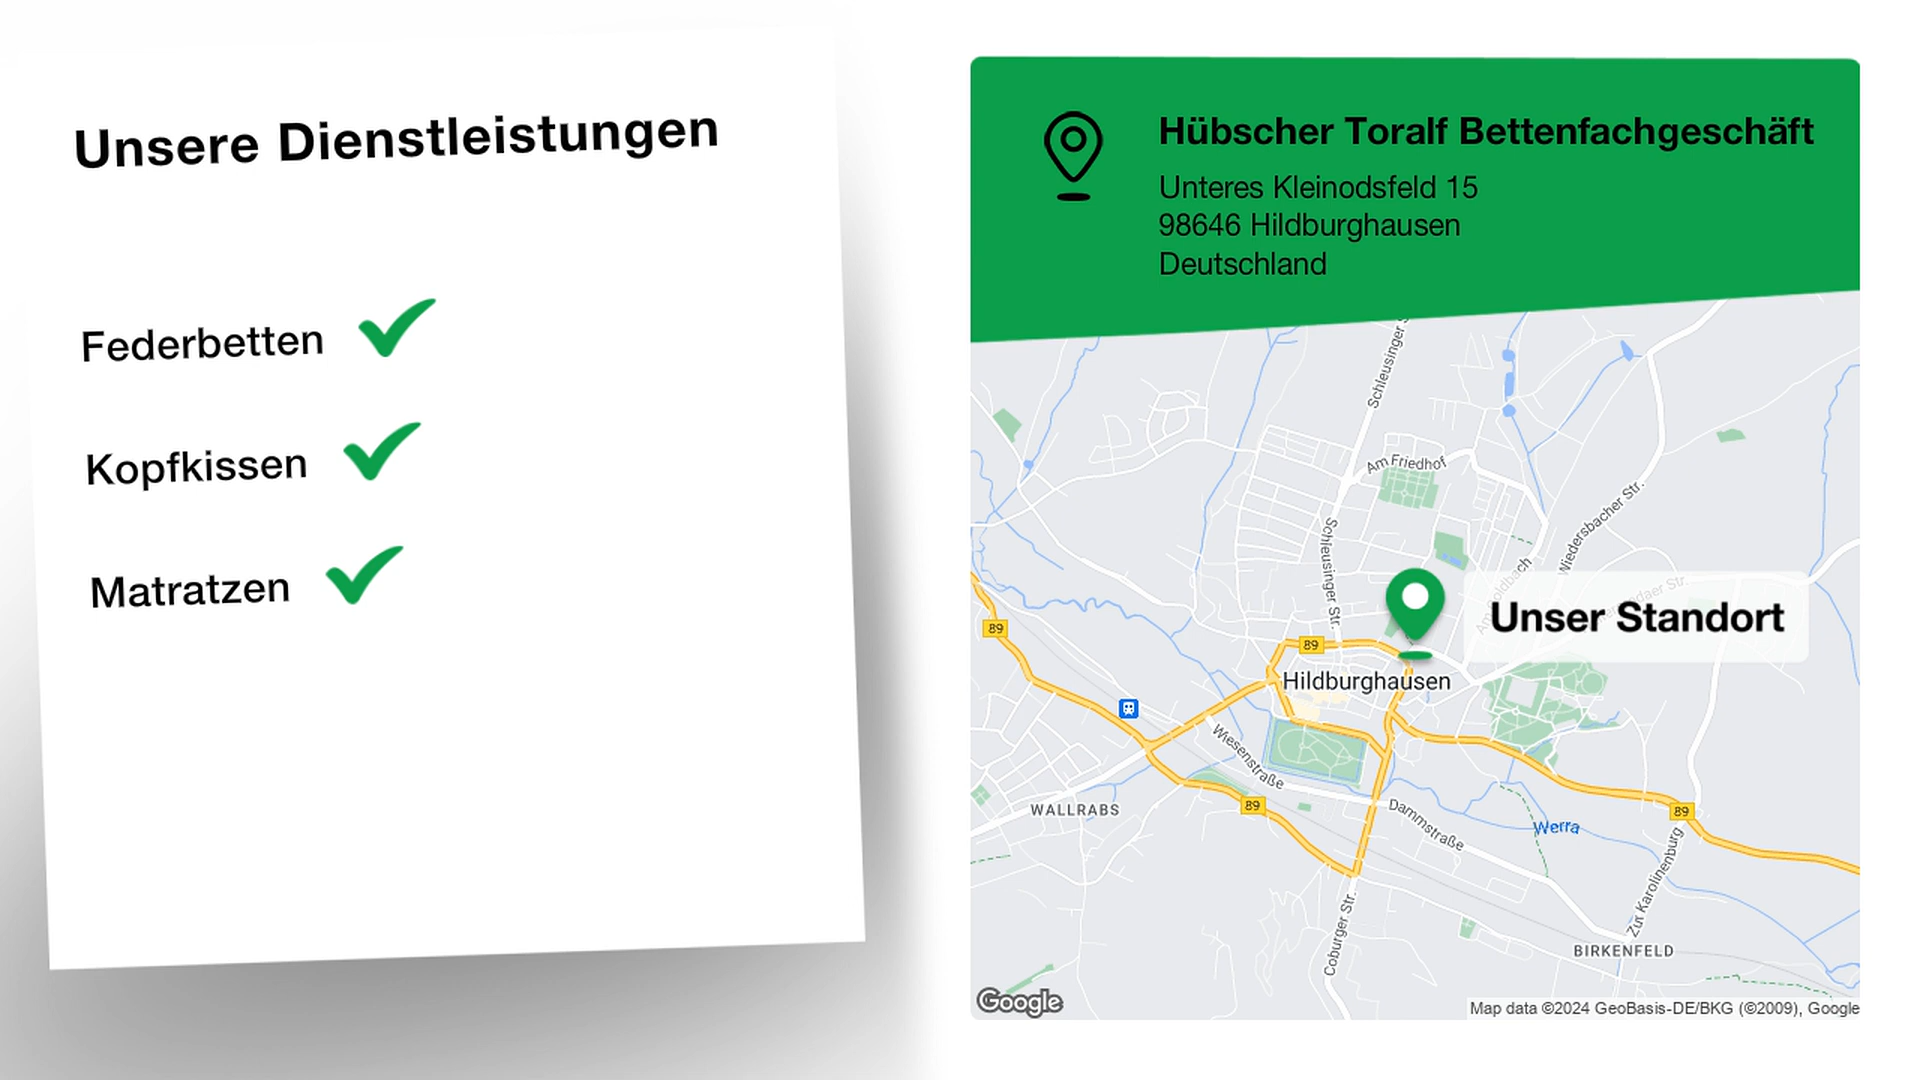 Unsere Dienstleistungen
Federbetten
Kopfkissen
Matratzen
Hübscher Toralf Bettenfachgeschäft
Unteres Kleinodsfeld 15
98646 Hildburghausen
Deutschland
Schleusinger S
Am Friedhof
Schleusinger Str.
Wiedersbacher Str.
Unser Standort
89
89
Hildburghausen
Wiesenstraße
WALLRABS
89
Dammstraße
Werra
89
Zur Karolinenburg
Coburger Str.
BIRKENFELD
Google
Map data ©2024 GeoBasis-DE/BKG (©2009), Google